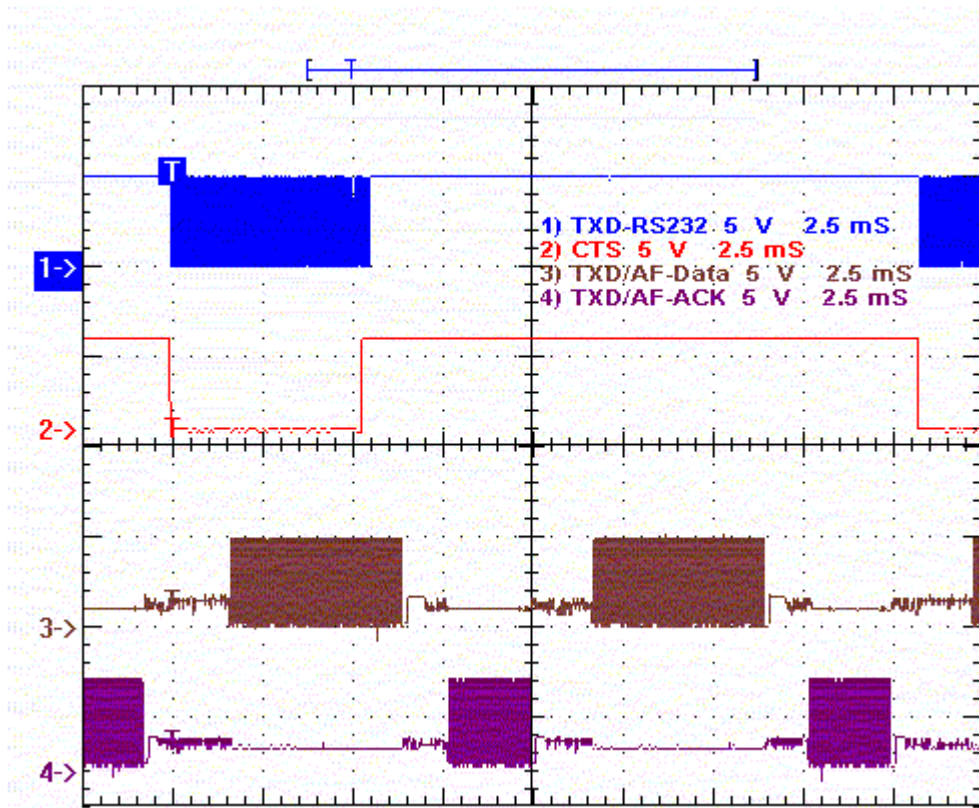 T
T
1->
1) TXD-RS232 5 V 2.5 mS
2) CTS 5 V 2.5 mS
3) TXD/AF-Data 5 V 2.5 mS
4) TXD/AF-ACK 5 V 2.5 mS
T
2->
T
3->
T
4->